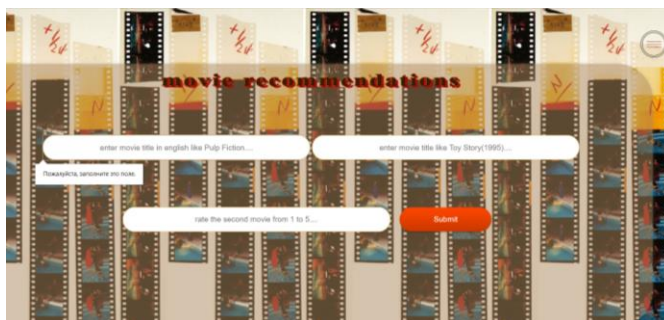 movie recommendations
enter movie title in english like Pulp Fiction....
enter movie title like Toy Story(1995)....
Пожалуйста, заполните это поле.
rate the second movie from 1 to 5....
Submit